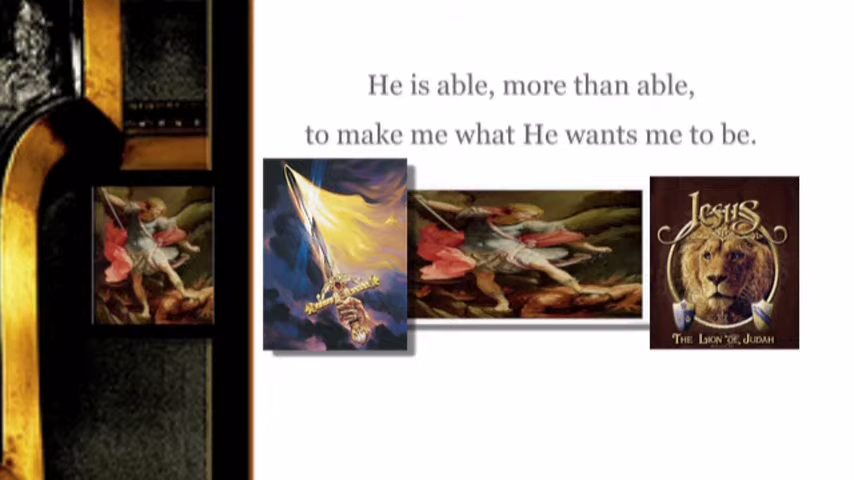 He is able, more than able,
to make me what He wants me to be.
Jesus
The Lion of Judah